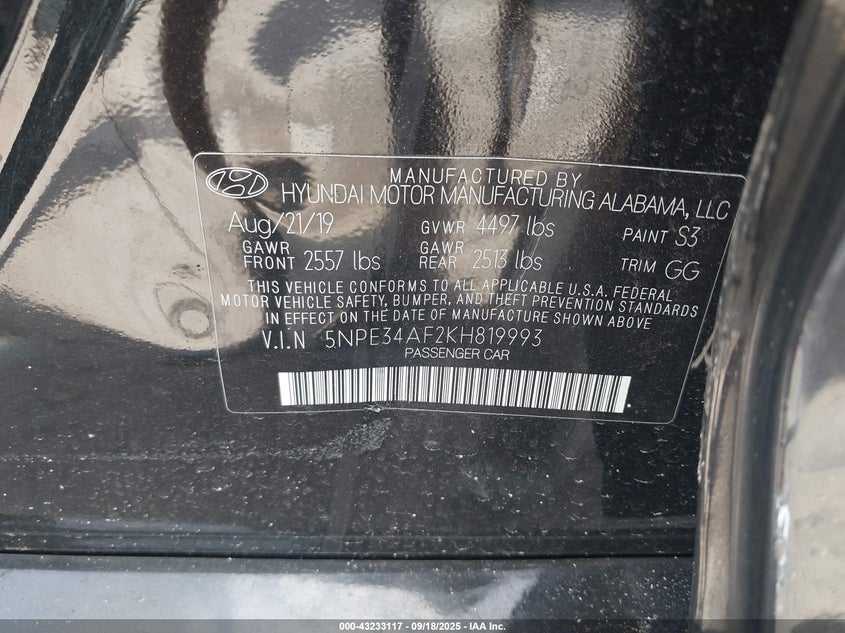 MANUFACTURED BY
HYUNDAI MOTOR MANUFACTURING ALABAMA, LLC
Aug/21/19 GVWR 4497 lbs PAINT S3
GAWR FRONT 2557 lbs GAWR REAR 2513 lbs TRIM GG
THIS VEHICLE CONFORMS TO ALL APPLICABLE U.S.A. FEDERAL
MOTOR VEHICLE SAFETY, BUMPER, AND THEFT PREVENTION STANDARDS
IN EFFECT ON THE DATE OF MANUFACTURE SHOWN ABOVE
V.I.N 5NPE34AF2KH819993
PASSENGER CAR
000-43233117 - 09/18/2025 - IAA Inc.